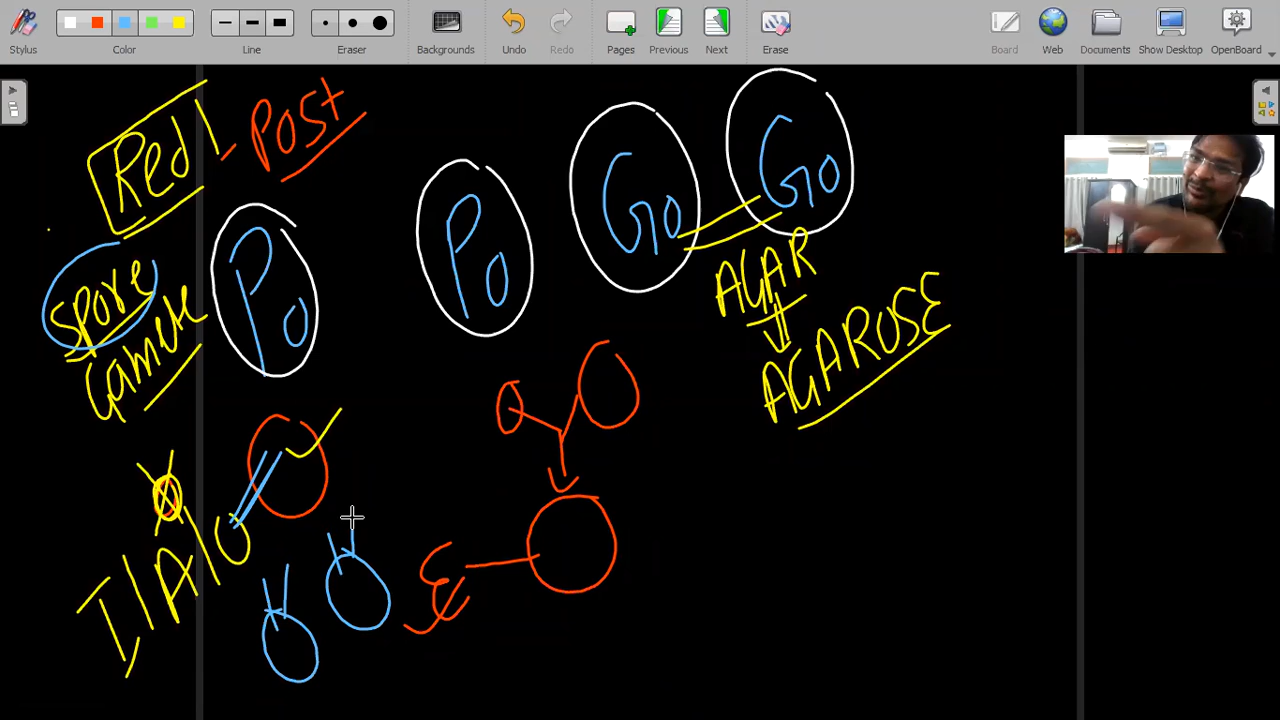 Stylus
Color
Line
Eraser
Backgrounds
Undo
Redo
Pages
Previous
Next
Erase
Board
Web
Documents
Show Desktop
OpenBoard
Red - Post
Po
Po
Go
Go
Spore
Gamete
AGAR
AGAROSE